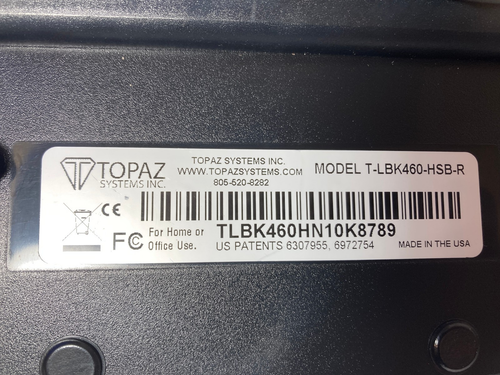 TOPAZ
SYSTEMS INC.
TOPAZ SYSTEMS INC.
WWW.TOPAZSYSTEMS.COM
805-520-8282
MODEL T-LBK460-HSB-R
CE
FC For Home or
Office Use.
TLBK460HN10K8789
US PATENTS 6307955, 6972754
MADE IN THE USA